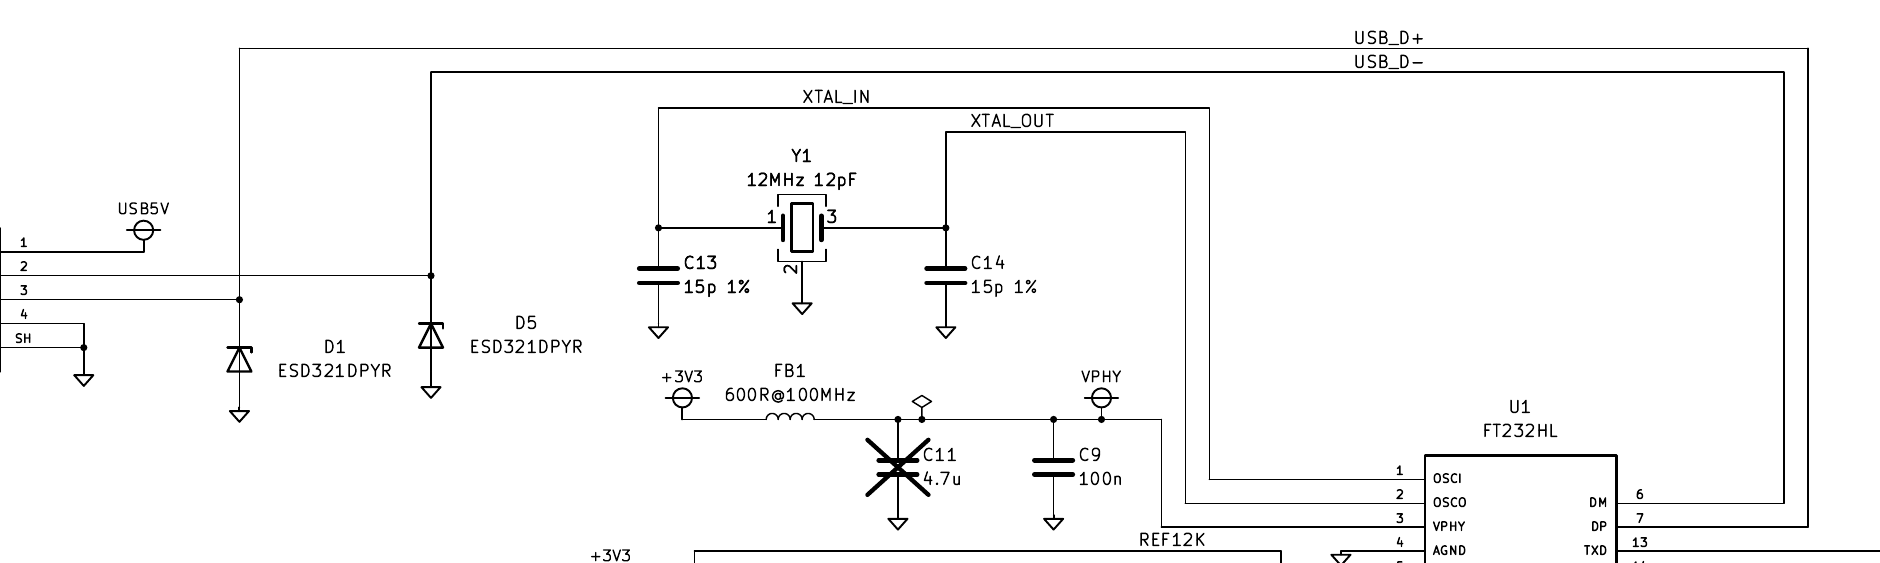 USB_D+
USB_D-
XTAL_IN
XTAL_OUT
Y1
12MHz 12pF
1
3
2
USB5V
1
2
3
4
SH
C13
15p 1%
C14
15p 1%
D1
ESD321DPYR
D5
ESD321DPYR
+3V3
FB1
600R@100MHz
VPHY
C11
4.7u
C9
100n
U1
FT232HL
1
OSCI
2
OSCO
DM
6
3
VPHY
DP
7
4
AGND
TXD
13
REF12K
+3V3